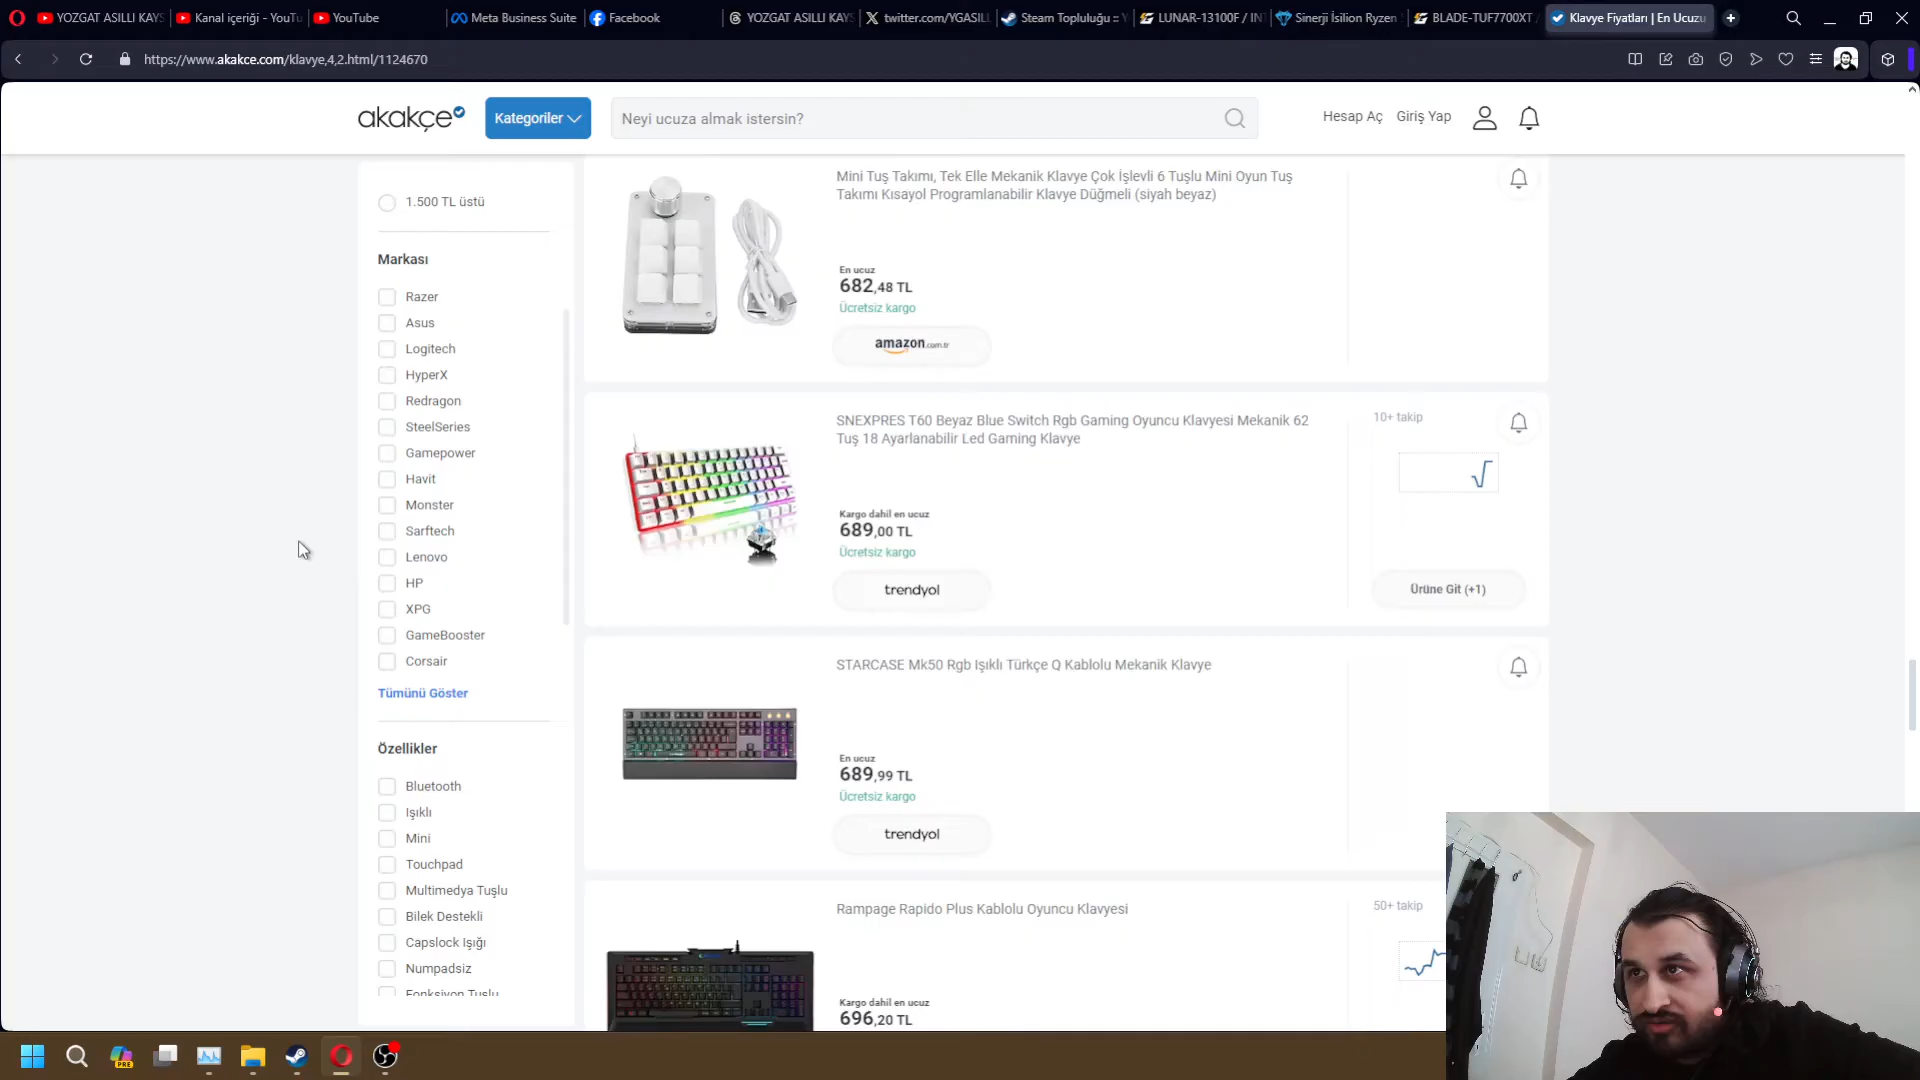 YOZGAT ASILLI KAYS
Kanal içeriği - YouTu
YouTube
Meta Business Suite
Facebook
YOZGAT ASILLI KAYS
twitter.com/YGASILL
Steam Topluluğu :: Y
LUNAR-13100F / INT
Sinerji İsilion Ryzen 5
BLADE-TUF7700XT /
Klavye Fiyatları | En Ucuzu
https://www.akakce.com/klavye,4,2.html/1124670
akakçe
Kategoriler
Neyi ucuza almak istersin?
Hesap Aç
Giriş Yap
1.500 TL üstü
Markası
Razer
Asus
Logitech
HyperX
Redragon
SteelSeries
Gamepower
Havit
Monster
Sarftech
Lenovo
HP
XPG
GameBooster
Corsair
Tümünü Göster
Özellikler
Bluetooth
Işıklı
Mini
Touchpad
Multimedya Tuşlu
Bilek Destekli
Capslock Işığı
Numpadsiz
Fonksiyon Tuşlu
Mini Tuş Takımı, Tek Elle Mekanik Klavye Çok İşlevli 6 Tuşlu Mini Oyun Tuş
Takımı Kısayol Programlanabilir Klavye Düğmeli (siyah beyaz)
En ucuz
682,48 TL
Ücretsiz kargo
amazon.com.tr
SNEXPRES T60 Beyaz Blue Switch Rgb Gaming Oyuncu Klavyesi Mekanik 62
Tuş 18 Ayarlanabilir Led Gaming Klavye
10+ takip
Kargo dahil en ucuz
689,00 TL
Ücretsiz kargo
trendyol
Ürüne Git (+1)
STARCASE Mk50 Rgb Işıklı Türkçe Q Kablolu Mekanik Klavye
En ucuz
689,99 TL
Ücretsiz kargo
trendyol
Rampage Rapido Plus Kablolu Oyuncu Klavyesi
50+ takip
Kargo dahil en ucuz
696,20 TL
PRE